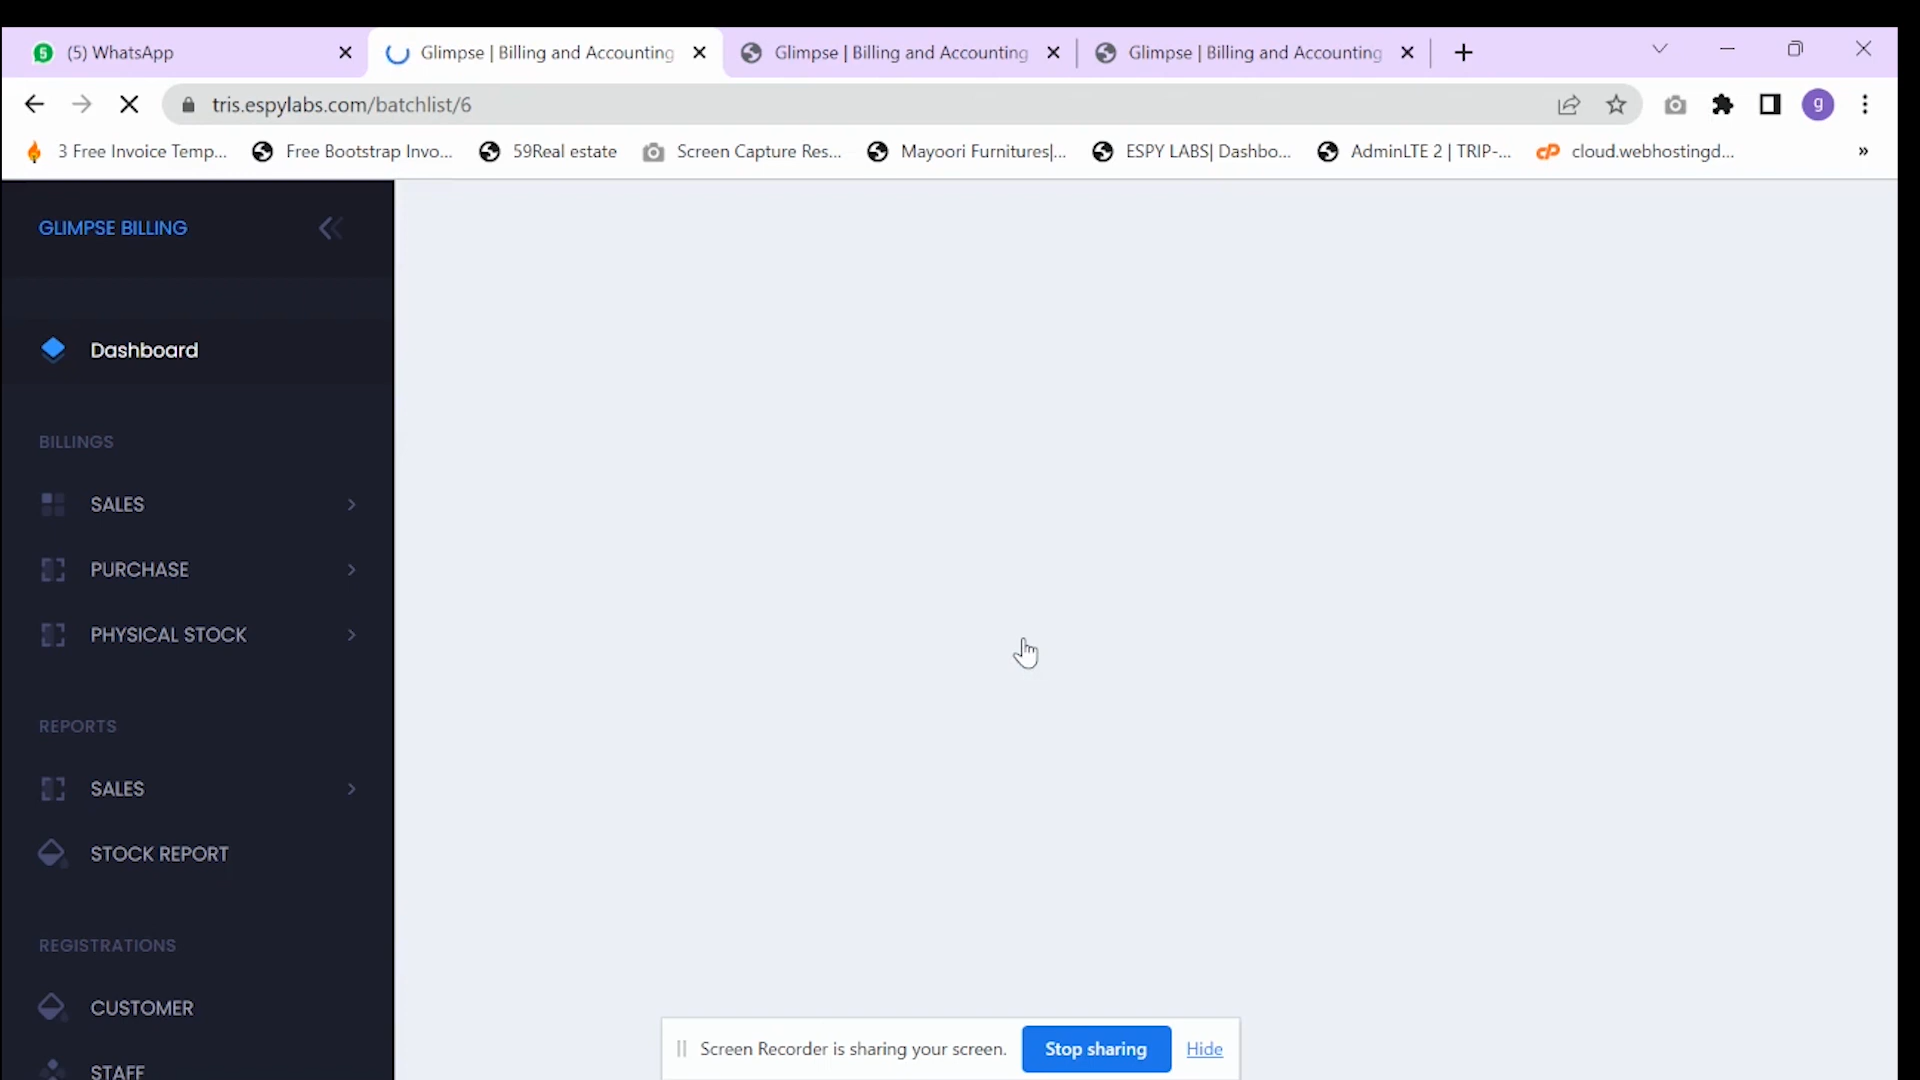 (5) WhatsApp
Glimpse | Billing and Accounting
Glimpse | Billing and Accounting
Glimpse | Billing and Accounting
tris.espylabs.com/batchlist/6
g
3 Free Invoice Temp...
Free Bootstrap Invo...
59Real estate
Screen Capture Res...
Mayoori Furnitures|...
ESPY LABS| Dashbo...
AdminLTE 2 | TRIP-...
cloud.webhostingd...
»
GLIMPSE BILLING
Dashboard
BILLINGS
SALES
PURCHASE
PHYSICAL STOCK
REPORTS
SALES
STOCK REPORT
REGISTRATIONS
CUSTOMER
STAFF
Screen Recorder is sharing your screen.
Stop sharing
Hide